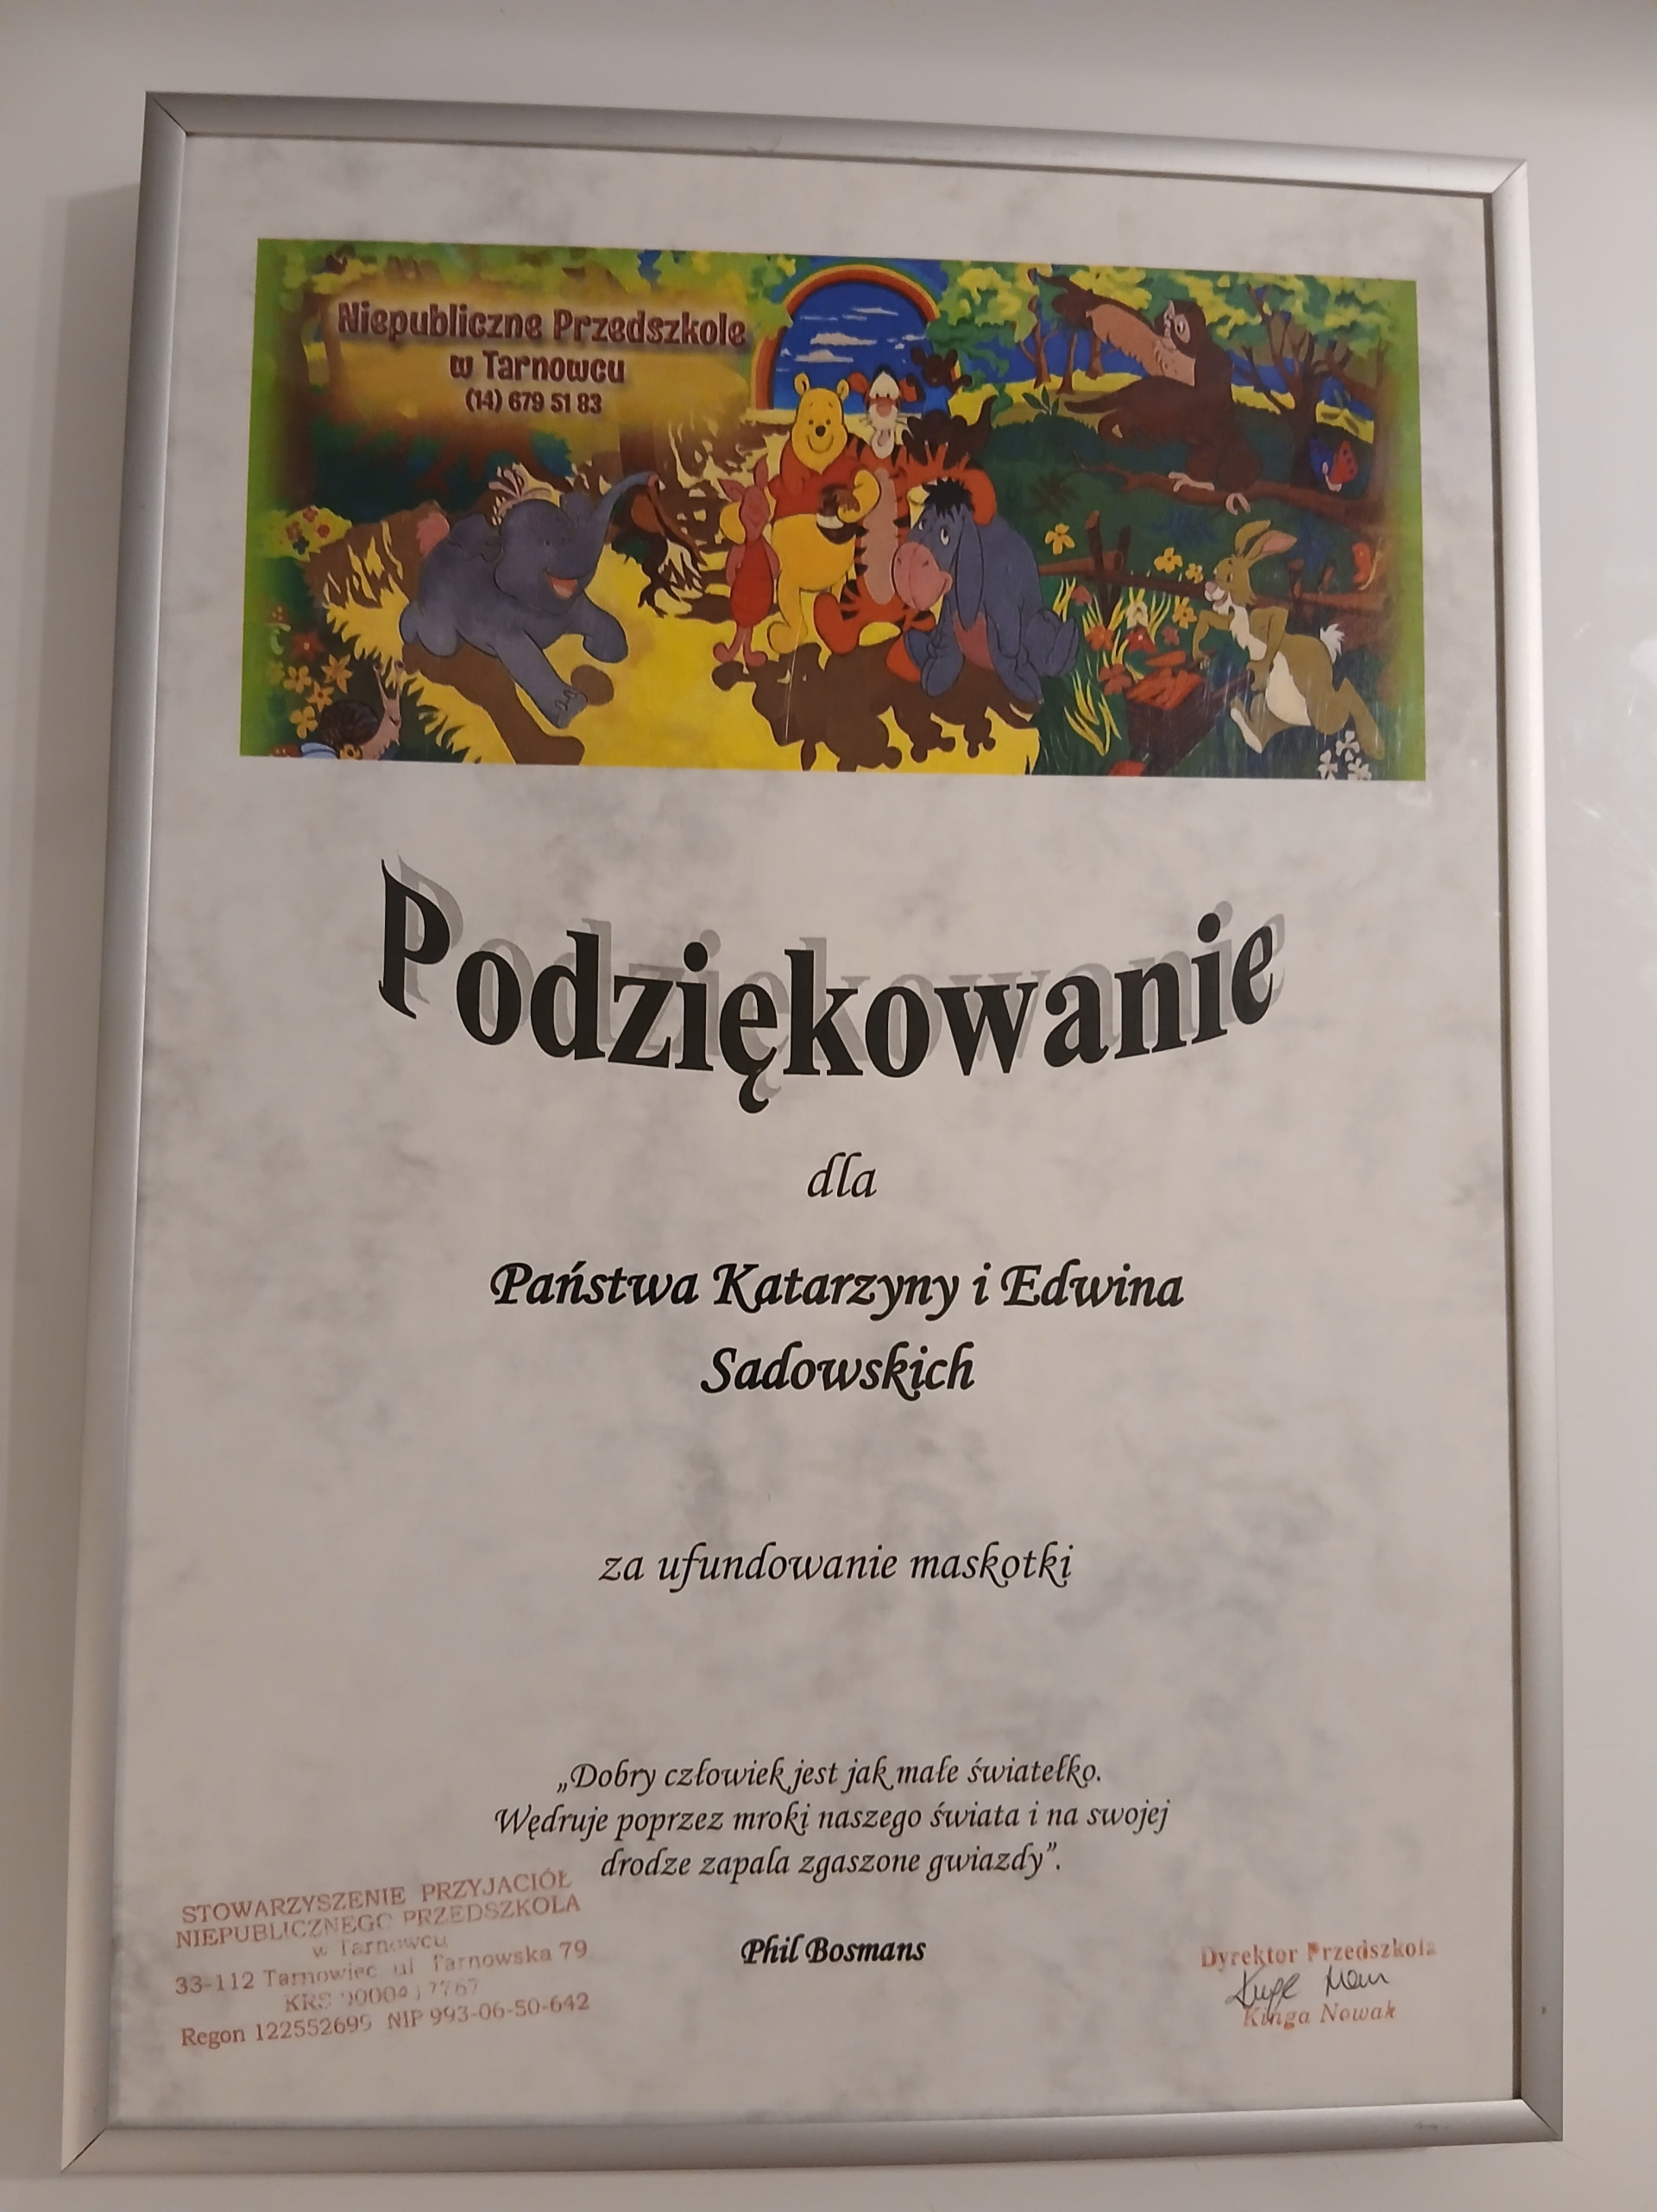 Niepubliczne Przedszkole
w Tarnowcu
(14) 679 51 83
Podziękowanie
dla
Państwa Katarzyny i Edwina
Sadowskich
za ufundowanie maskotki
„Dobry człowiek jest jak małe światełko.
Wędruje poprzez mroki naszego świata i na swojej
drodze zapala zgaszone gwiazdy”.
Phil Bosmans
STOWARZYSZENIE PRZYJACIÓŁ
NIEPUBLICZNEGO PRZEDSZKOLA
w Tarnowcu
33-112 Tarnowiec, ul. Tarnowska 79
KRS
Regon 122552699 NIP 993-06-50-642
Dyrektor Przedszkola
Kinga Nowak